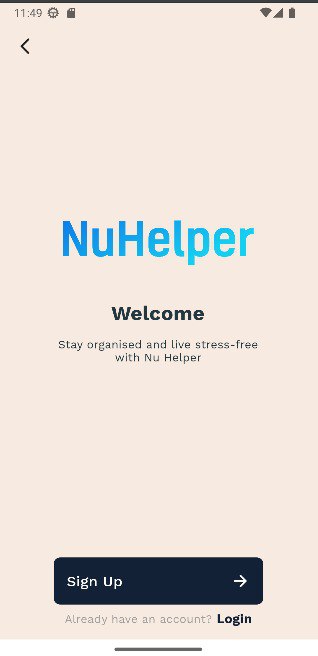 11:49
NuHelper
Welcome
Stay organised and live stress-free
with Nu Helper
Sign Up
Already have an account? Login